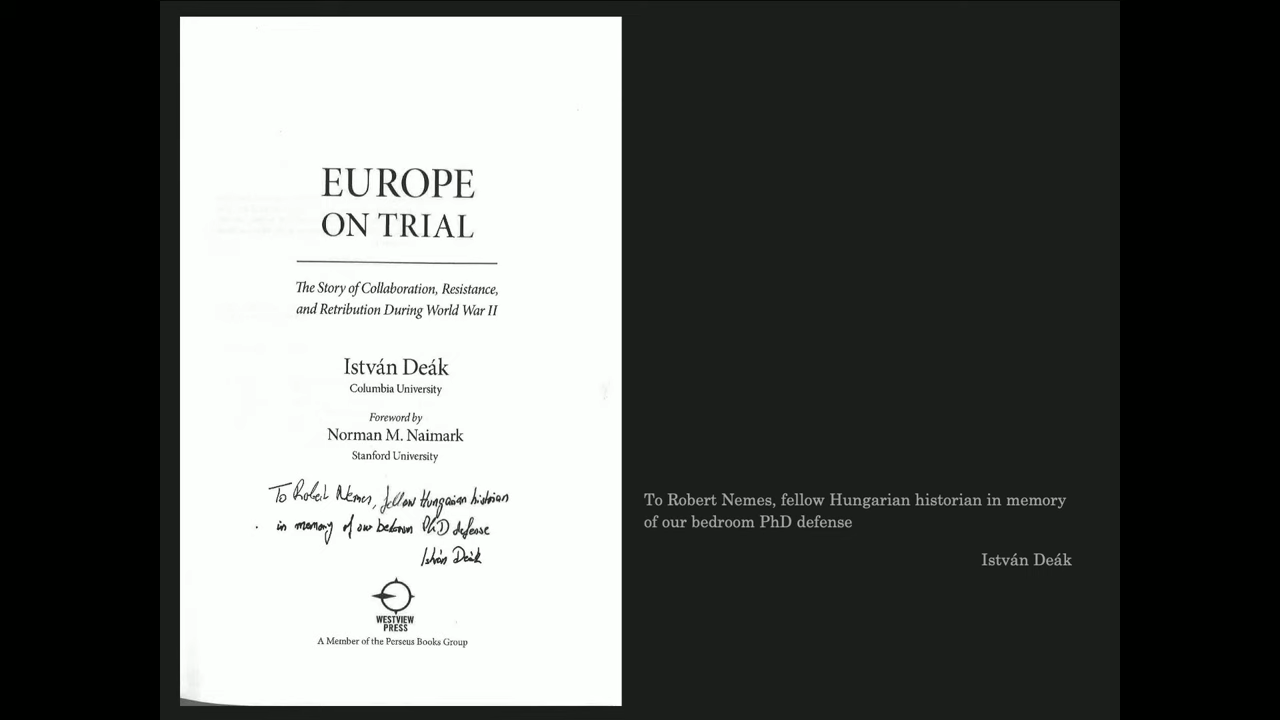 EUROPE
ON TRIAL
The Story of Collaboration, Resistance,
and Retribution During World War II
István Deák
Columbia University
Foreword by
Norman M. Naimark
Stanford University
To Robert Nemes, fellow Hungarian historian
in memory of our bedroom PhD defense
István Deák
WESTVIEW
PRESS
A Member of the Perseus Books Group
To Robert Nemes, fellow Hungarian historian in memory
of our bedroom PhD defense
István Deák